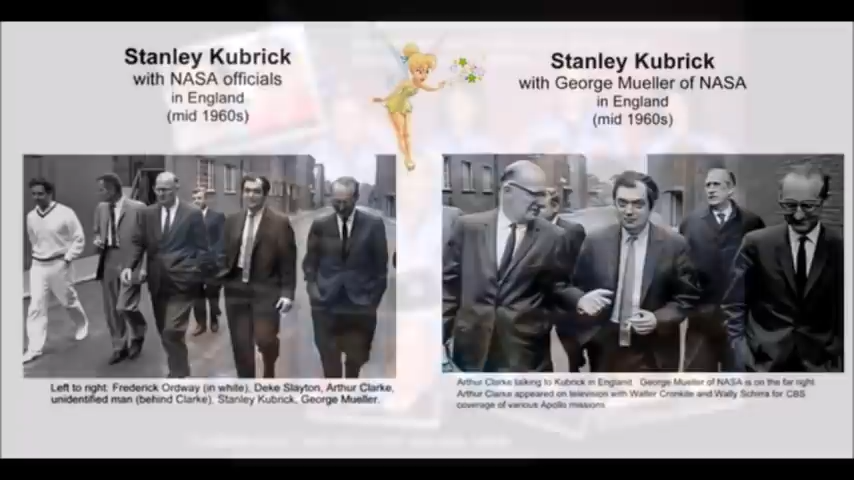 Stanley Kubrick
with NASA officials
in England
(mid 1960s)
Left to right: Frederick Ordway (in white), Deke Slayton, Arthur Clarke,
unidentified man (behind Clarke), Stanley Kubrick, George Mueller.
Stanley Kubrick
with George Mueller of NASA
in England
(mid 1960s)
Arthur Clarke talking to Kubrick in England. George Mueller of NASA is on the far right
Arthur Clarke appeared on television with Walter Cronkite and Wally Schirra for CBS
coverage of various Apollo missions